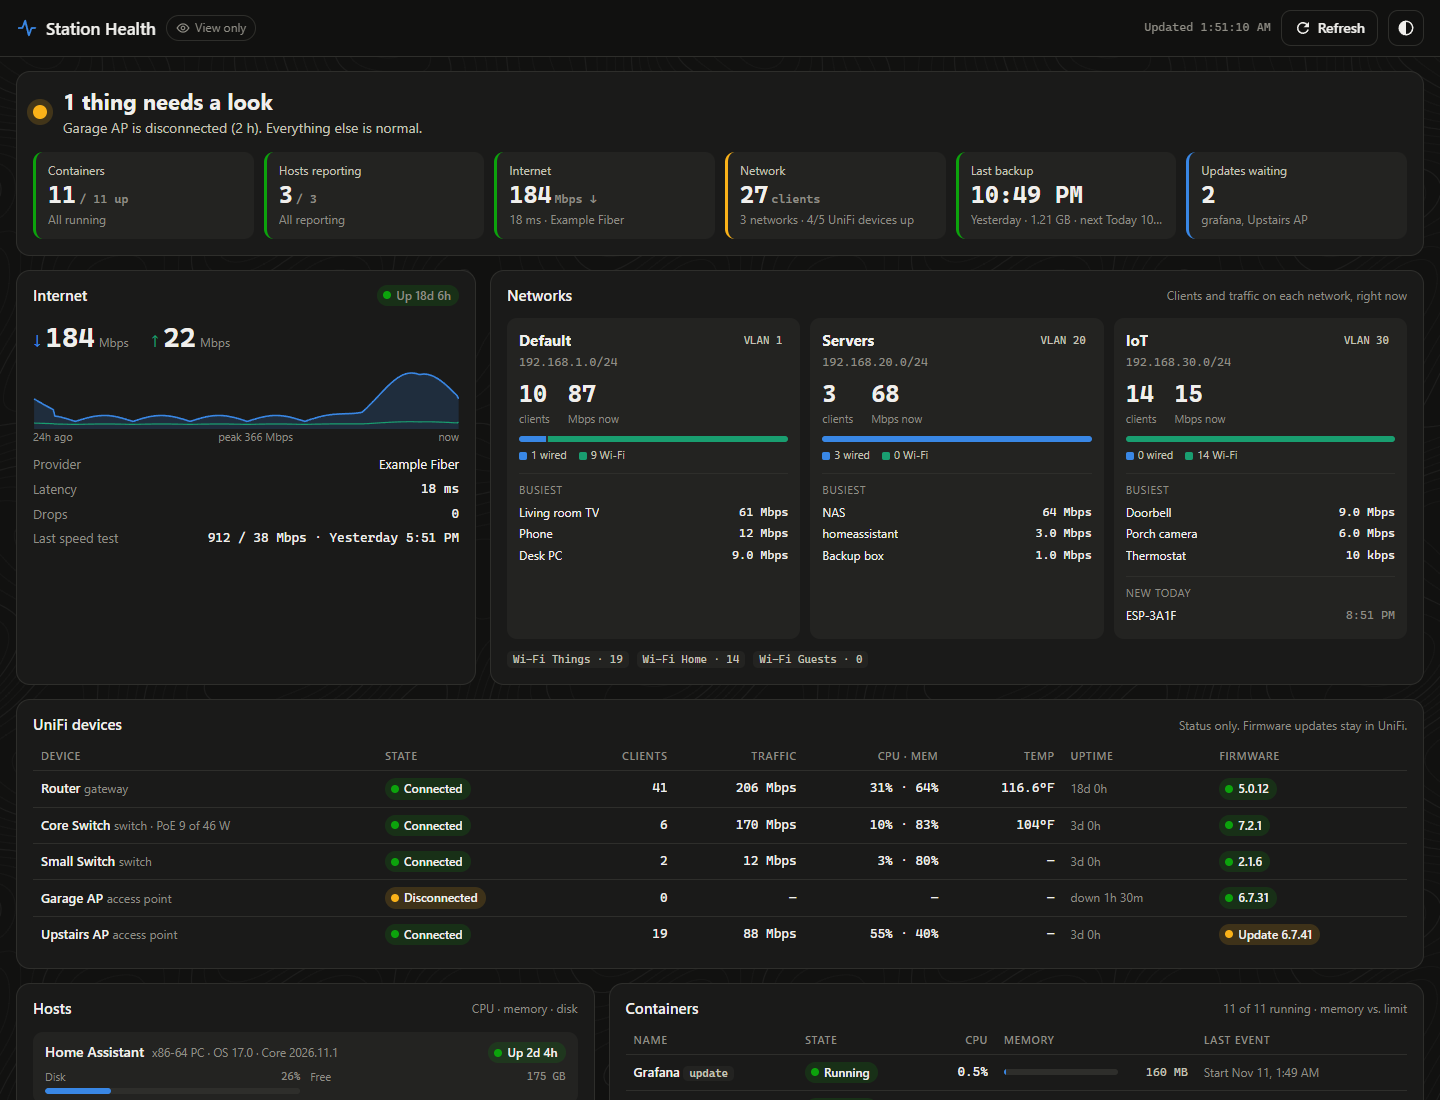 Station Health
View only
Updated 1:51:10 AM
Refresh
1 thing needs a look
Garage AP is disconnected (2 h). Everything else is normal.
Containers
11 / 11 up
All running
Hosts reporting
3 / 3
All reporting
Internet
184 Mbps ↓
18 ms · Example Fiber
Network
27 clients
3 networks · 4/5 UniFi devices up
Last backup
10:49 PM
Yesterday · 1.21 GB · next Today 10...
Updates waiting
2
grafana, Upstairs AP
Internet
Up 18d 6h
↓ 184 Mbps ↑ 22 Mbps
24h ago peak 366 Mbps now
Provider Example Fiber
Latency 18 ms
Drops 0
Last speed test 912 / 38 Mbps · Yesterday 5:51 PM
Networks
Clients and traffic on each network, right now
Default VLAN 1
192.168.1.0/24
10 87
clients Mbps now
1 wired 9 Wi-Fi
BUSIEST
Living room TV 61 Mbps
Phone 12 Mbps
Desk PC 9.0 Mbps
Servers VLAN 20
192.168.20.0/24
3 68
clients Mbps now
3 wired 0 Wi-Fi
BUSIEST
NAS 64 Mbps
homeassistant 3.0 Mbps
Backup box 1.0 Mbps
IoT VLAN 30
192.168.30.0/24
14 15
clients Mbps now
0 wired 14 Wi-Fi
BUSIEST
Doorbell 9.0 Mbps
Porch camera 6.0 Mbps
Thermostat 10 kbps
NEW TODAY
ESP-3A1F 8:51 PM
Wi-Fi Things · 19 Wi-Fi Home · 14 Wi-Fi Guests · 0
UniFi devices
Status only. Firmware updates stay in UniFi.
DEVICE STATE CLIENTS TRAFFIC CPU · MEM TEMP UPTIME FIRMWARE
Router gateway Connected 41 206 Mbps 31% · 64% 116.6°F 18d 0h 5.0.12
Core Switch switch · PoE 9 of 46 W Connected 6 170 Mbps 10% · 83% 104°F 3d 0h 7.2.1
Small Switch switch Connected 2 12 Mbps 3% · 80% – 3d 0h 2.1.6
Garage AP access point Disconnected 0 – – – down 1h 30m 6.7.31
Upstairs AP access point Connected 19 88 Mbps 55% · 40% – 3d 0h Update 6.7.41
Hosts
CPU · memory · disk
Home Assistant x86-64 PC · OS 17.0 · Core 2026.11.1 Up 2d 4h
Disk 26% Free 175 GB
Containers
11 of 11 running · memory vs. limit
NAME STATE CPU MEMORY LAST EVENT
Grafana update Running 0.5% 160 MB Start Nov 11, 1:49 AM